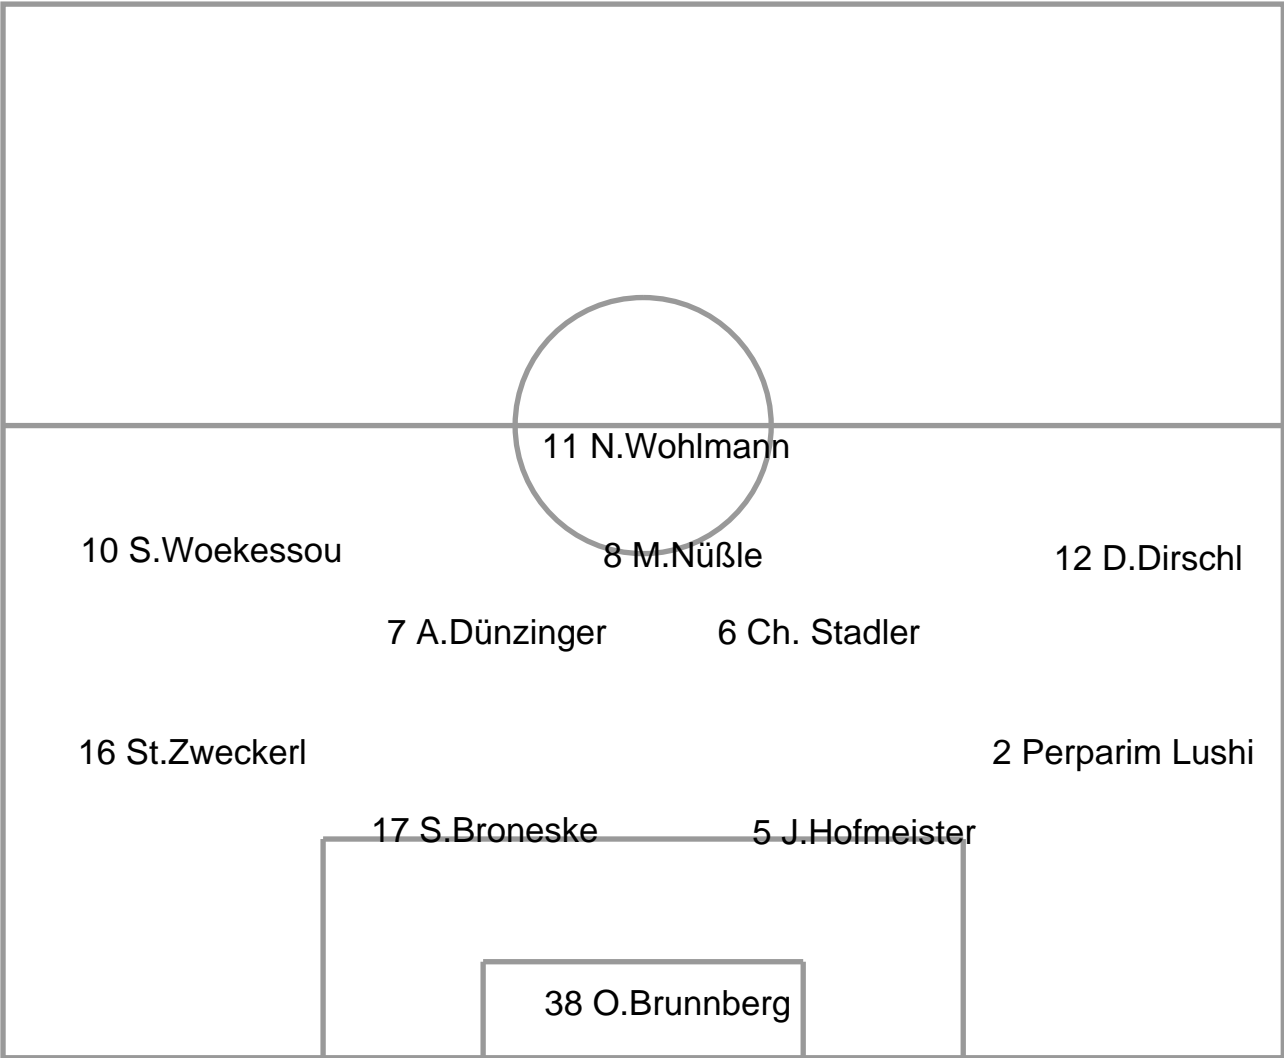 11 N.Wohlmann
10 S.Woekessou
8 M.Nüßle
12 D.Dirschl
7 A.Dünzinger
6 Ch. Stadler
16 St.Zweckerl
2 Perparim Lushi
17 S.Broneske
5 J.Hofmeister
38 O.Brunnberg